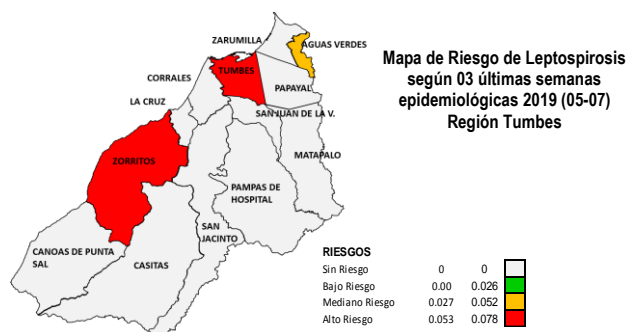 ZARUMILLA
AGUAS VERDES
TUMBES
CORRALES
PAPAYAL
LA CRUZ
SAN JUAN DE LA V.
ZORRITOS
MATAPALO
PAMPAS DE
HOSPITAL
SAN
JACINTO
CANOAS DE PUNTA
SAL
CASITAS
Mapa de Riesgo de Leptospirosis
según 03 últimas semanas
epidemiológicas 2019 (05-07)
Región Tumbes
RIESGOS
Sin Riesgo 0 0
Bajo Riesgo 0.00 0.026
Mediano Riesgo 0.027 0.052
Alto Riesgo 0.053 0.078